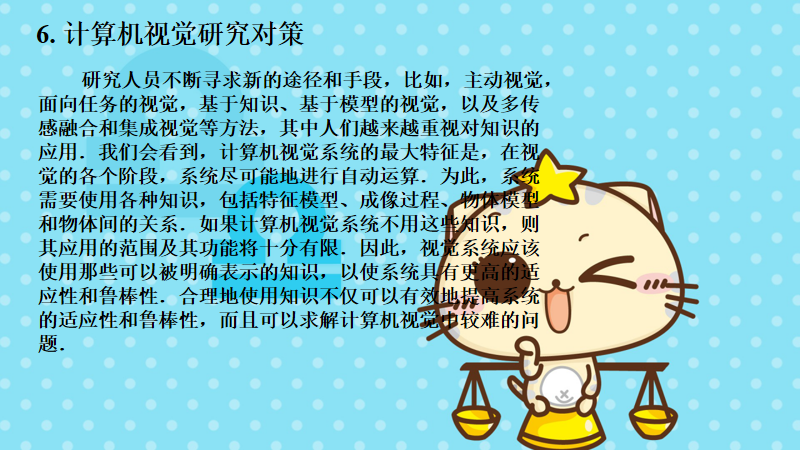 6. 计算机视觉研究对策
研究人员不断寻求新的途径和手段，比如，主动视觉，
面向任务的视觉，基于知识、基于模型的视觉，以及多传
感融合和集成视觉等方法，其中人们越来越重视对知识的
应用．我们会看到，计算机视觉系统的最大特征是，在视
觉的各个阶段，系统尽可能地进行自动运算．为此，系统
需要使用各种知识，包括特征模型、成像过程、物体模型
和物体间的关系．如果计算机视觉系统不用这些知识，则
其应用的范围及其功能将十分有限．因此，视觉系统应该
使用那些可以被明确表示的知识，以使系统具有更高的适
应性和鲁棒性．合理地使用知识不仅可以有效地提高系统
的适应性和鲁棒性，而且可以求解计算机视觉中较难的问
题．